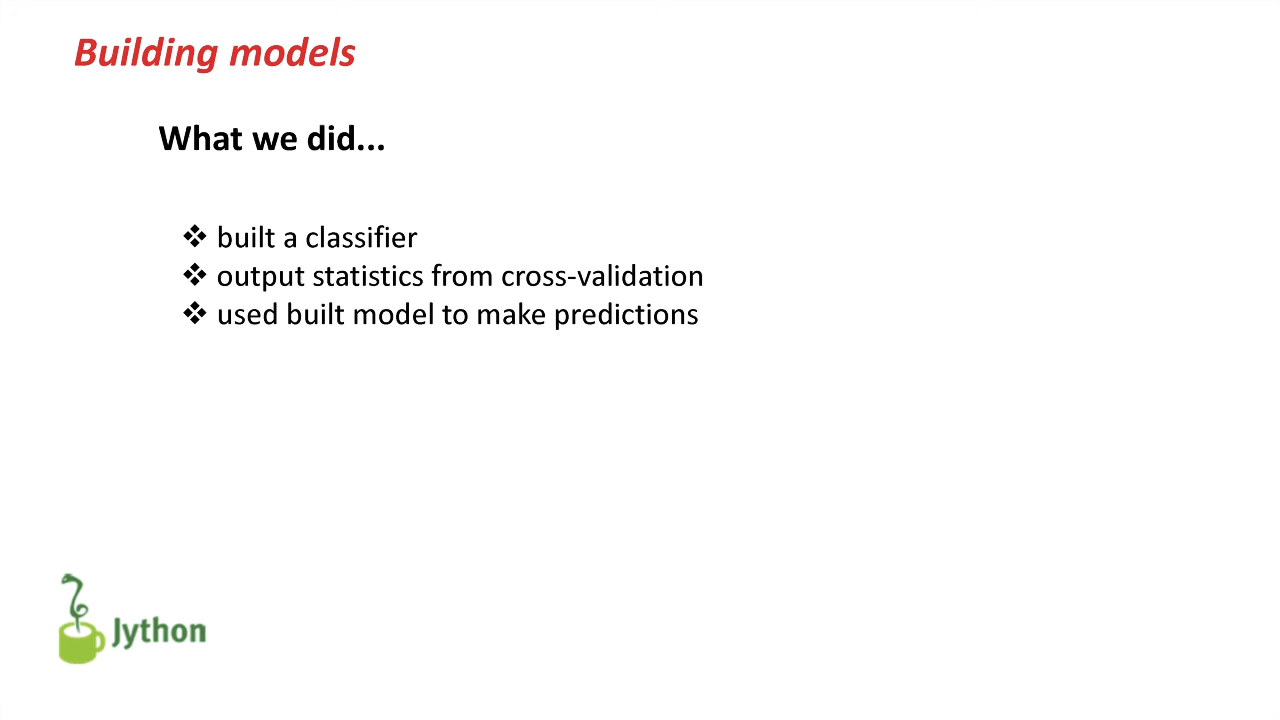 Building models
What we did...
❖ built a classifier
❖ output statistics from cross-validation
❖ used built model to make predictions
Jython